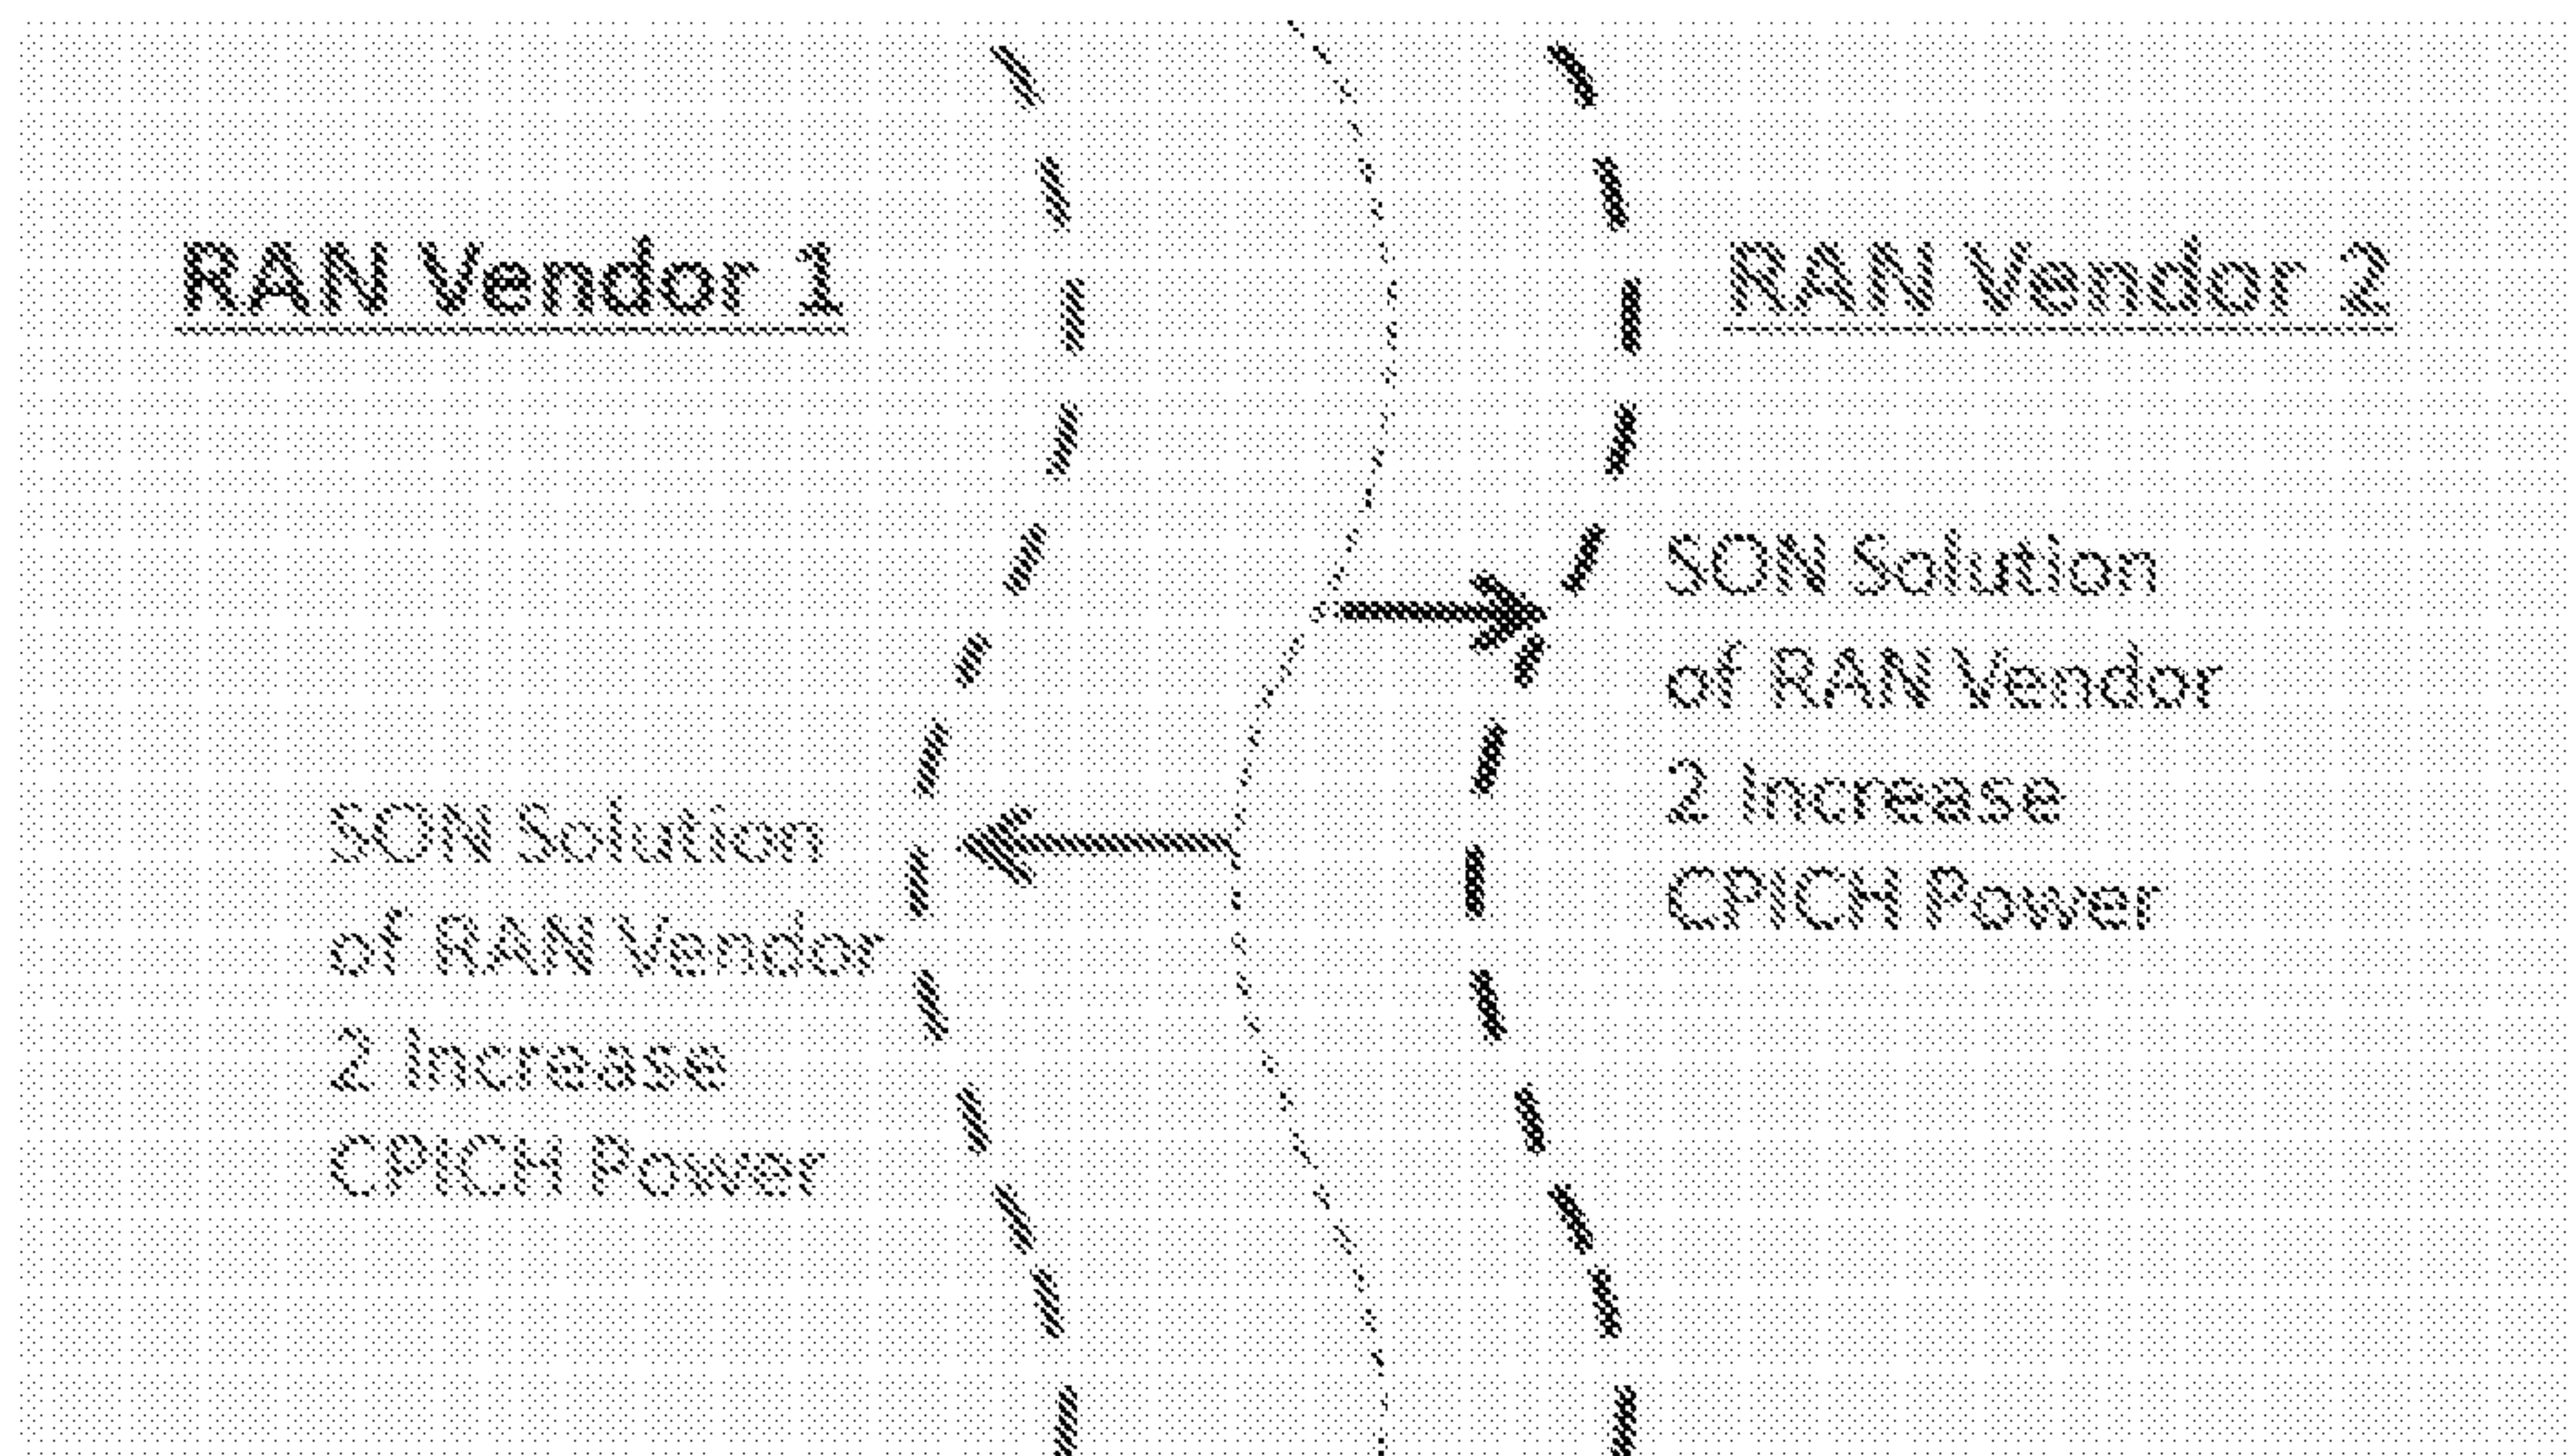 RAN Vendor 1
RAN Vendor 2
SON Solution
of RAN Vendor
2 Increase
CPICH Power
SON Solution
of RAN Vendor
2 Increase
CPICH Power